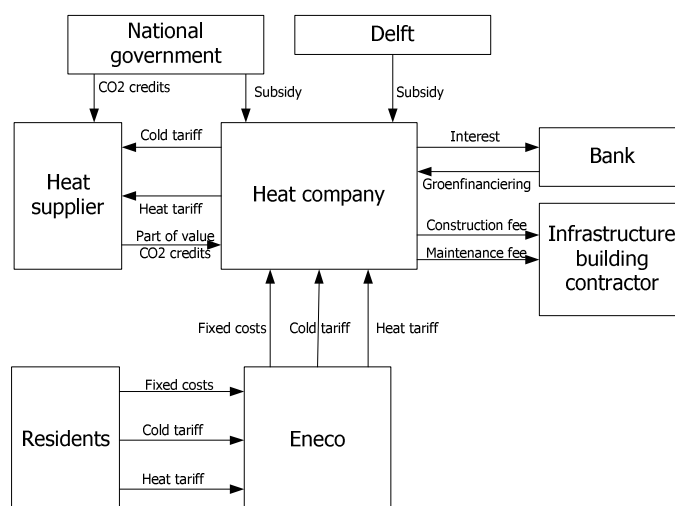 National
government
Delft
CO2 credits
Subsidy
Subsidy
Heat
supplier
Cold tariff
Heat tariff
Part of value
CO2 credits
Heat company
Interest
Groenfinanciering
Bank
Construction fee
Maintenance fee
Infrastructure
building
contractor
Fixed costs
Cold tariff
Heat tariff
Residents
Fixed costs
Cold tariff
Heat tariff
Eneco